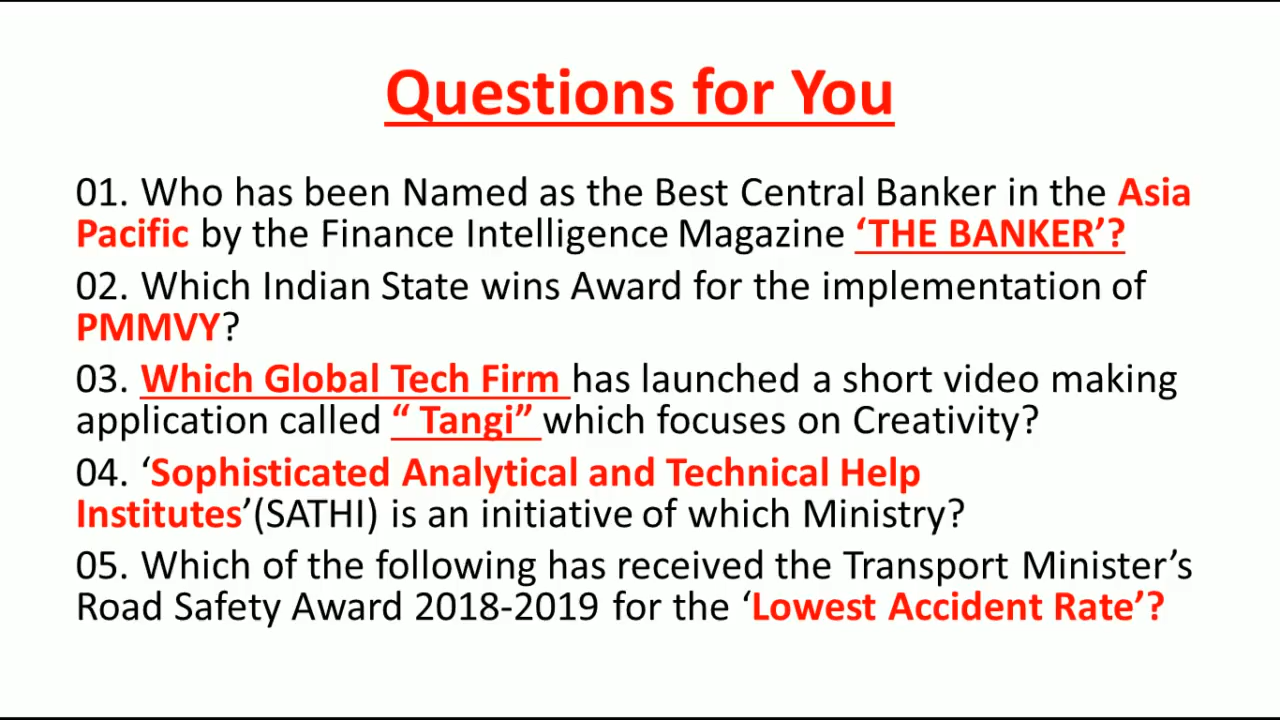 Questions for You
01. Who has been Named as the Best Central Banker in the Asia
Pacific by the Finance Intelligence Magazine ‘THE BANKER’?
02. Which Indian State wins Award for the implementation of
PMMVY?
03. Which Global Tech Firm has launched a short video making
application called “ Tangi” which focuses on Creativity?
04. ‘Sophisticated Analytical and Technical Help
Institutes’(SATHI) is an initiative of which Ministry?
05. Which of the following has received the Transport Minister’s
Road Safety Award 2018-2019 for the ‘Lowest Accident Rate’?